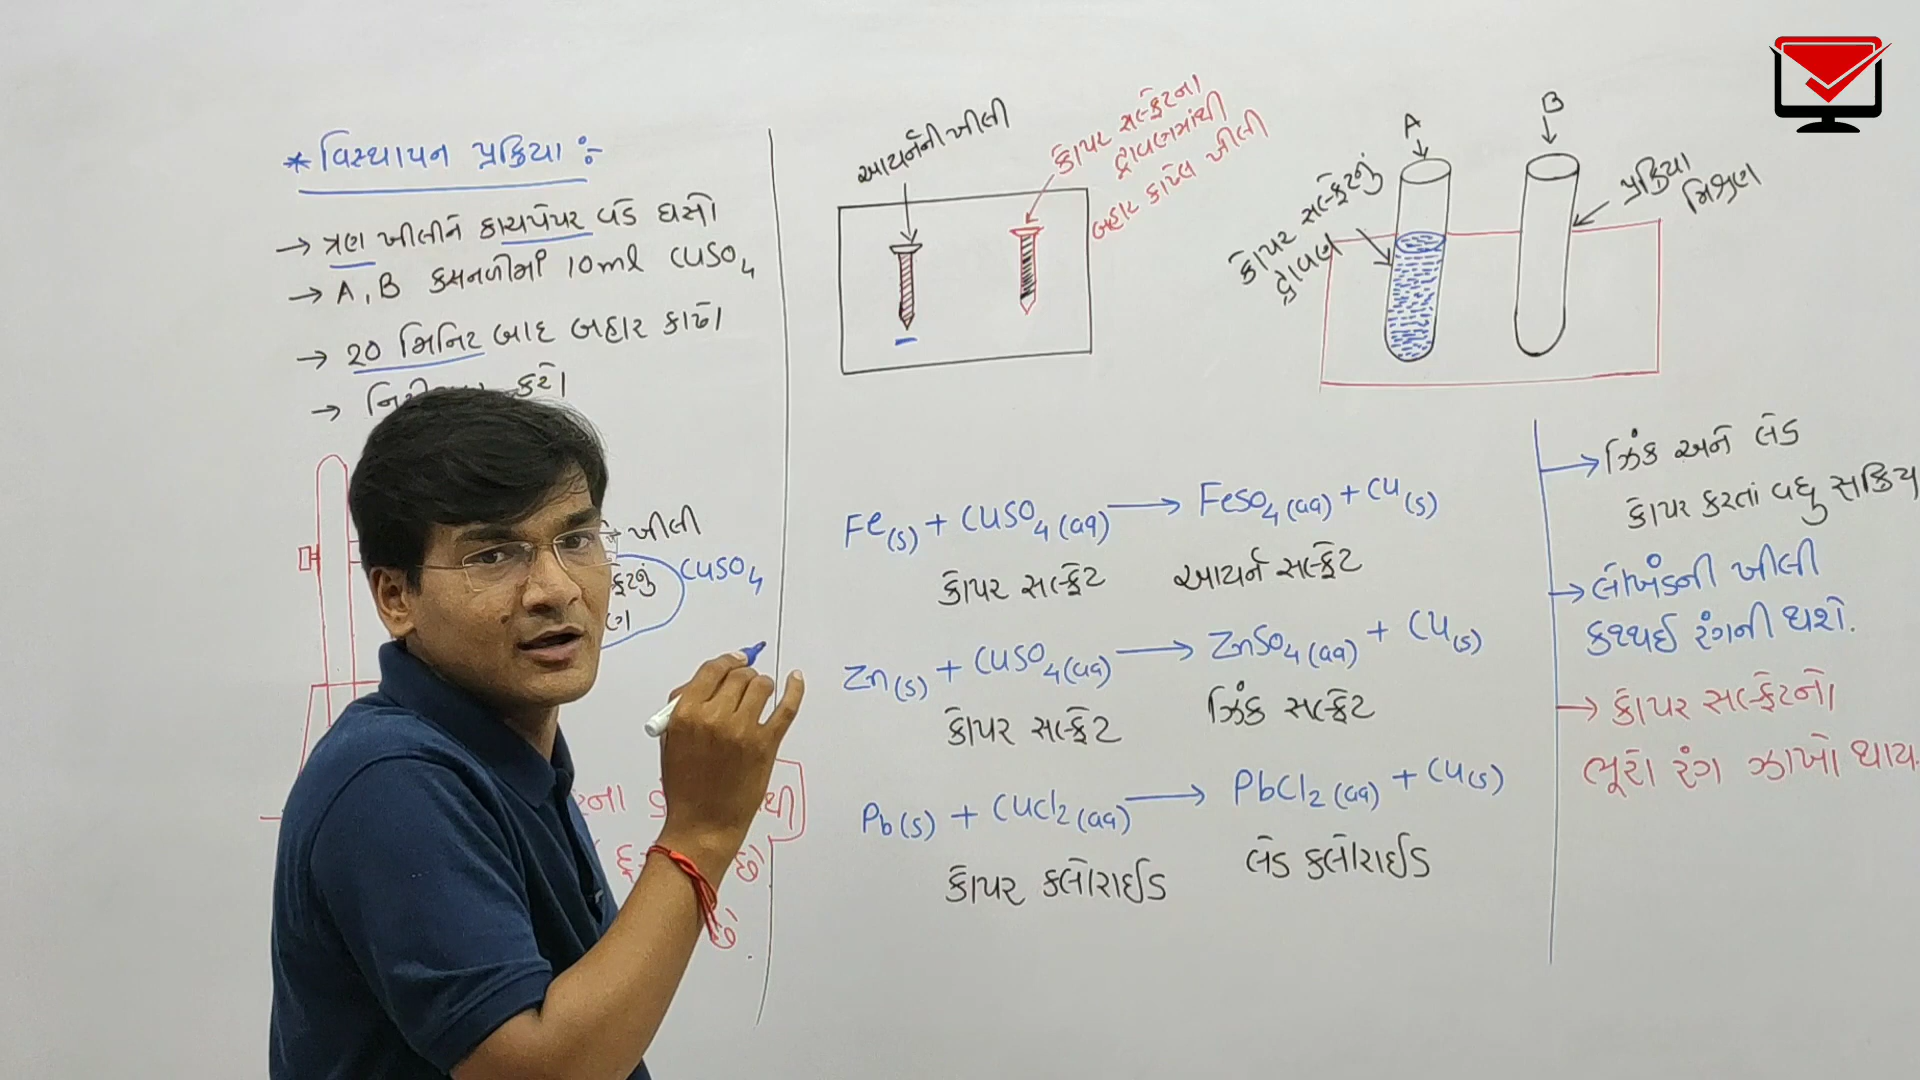 * વિસ્થાપન પ્રક્રિયા :-
→ ત્રણ ખીલીને કાચપેપર વડે ઘસો
→ A, B કસનળીમાં 10ml CuSO4
→ 20 મિનિટ બાદ બહાર કાઢો
→ કરો
ખીલી
CuSO4
આયર્નની ખીલી
કોપર સલ્ફેટના
દ્રાવણમાંથી
બહાર કાઢેલ ખીલી
A
B
કોપર સલ્ફેટનું
દ્રાવણ
પ્રક્રિયા
મિશ્રણ
Fe(s) + CuSO4(aq) → FeSO4(aq) + Cu(s)
કોપર સલ્ફેટ આયર્ન સલ્ફેટ
Zn(s) + CuSO4(aq) → ZnSO4(aq) + Cu(s)
કોપર સલ્ફેટ ઝિંક સલ્ફેટ
Pb(s) + CuCl2(aq) → PbCl2(aq) + Cu(s)
કોપર ક્લોરાઈડ લેડ ક્લોરાઈડ
→ ઝિંક અને લેડ
કોપર કરતાં વધુ સક્રિય
→ લોખંડની ખીલી
કથ્થઈ રંગની થશે.
→ કોપર સલ્ફેટનો
ભૂરો રંગ ઝાંખો થાય.